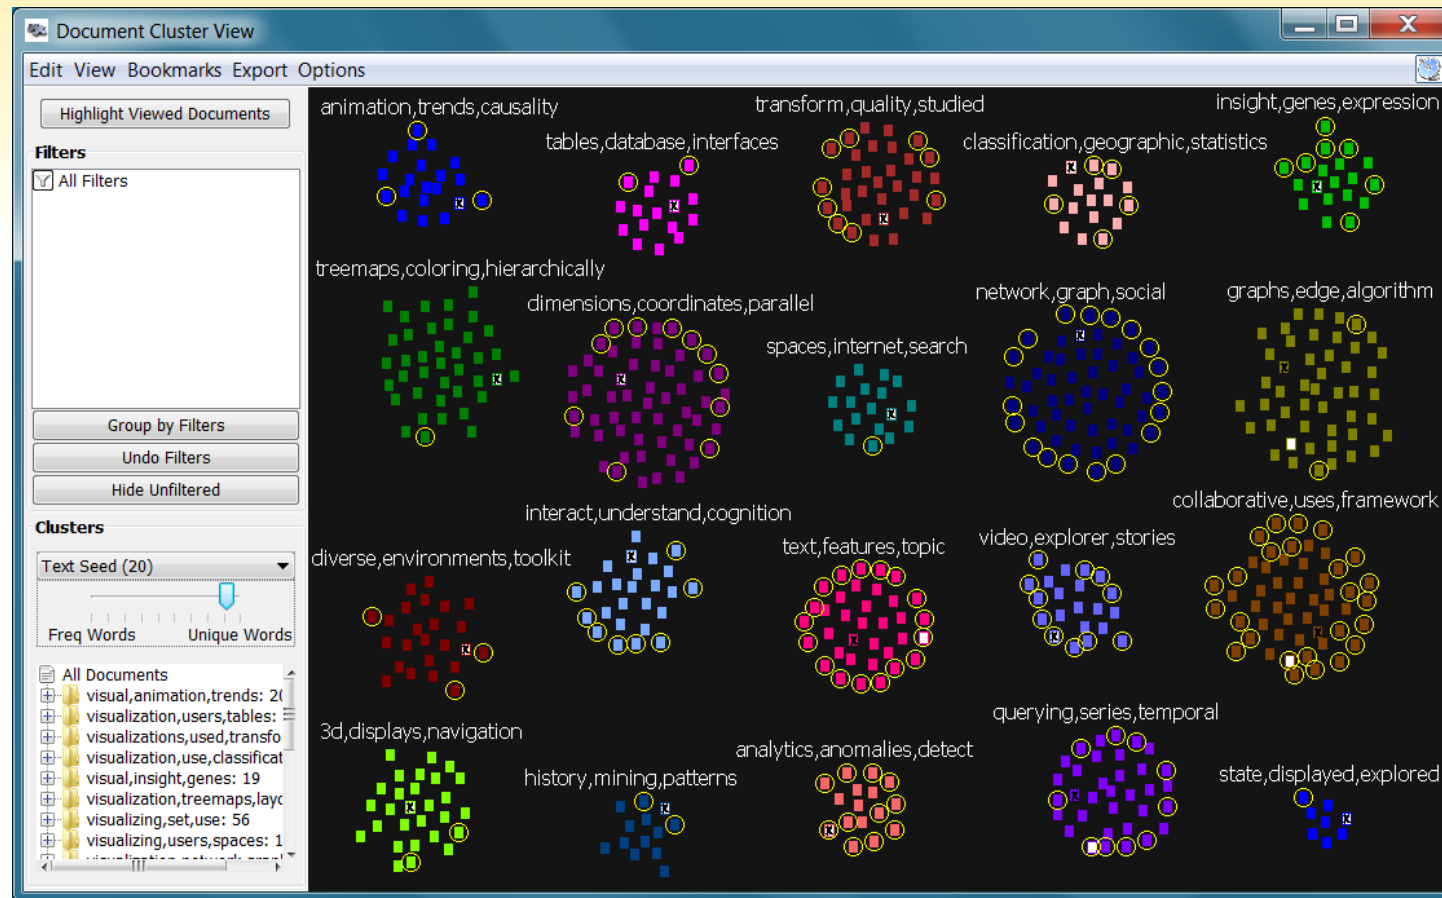 Document Cluster View
Edit View Bookmarks Export Options
Highlight Viewed Documents
Filters
All Filters
Group by Filters
Undo Filters
Hide Unfiltered
Clusters
Text Seed (20)
Freq Words Unique Words
All Documents
visual,animation,trends: 20
visualization,users,tables:
visualizations,used,transfo
visualization,use,classificat
visual,insight,genes: 19
visualization,treemaps,layo
visualizing,set,use: 56
visualizing,users,spaces: 1
animation,trends,causality
transform,quality,studied
insight,genes,expression
tables,database,interfaces
classification,geographic,statistics
treemaps,coloring,hierarchically
dimensions,coordinates,parallel
network,graph,social
graphs,edge,algorithm
spaces,internet,search
interact,understand,cognition
collaborative,uses,framework
diverse,environments,toolkit
text,features,topic
video,explorer,stories
3d,displays,navigation
history,mining,patterns
analytics,anomalies,detect
querying,series,temporal
state,displayed,explored